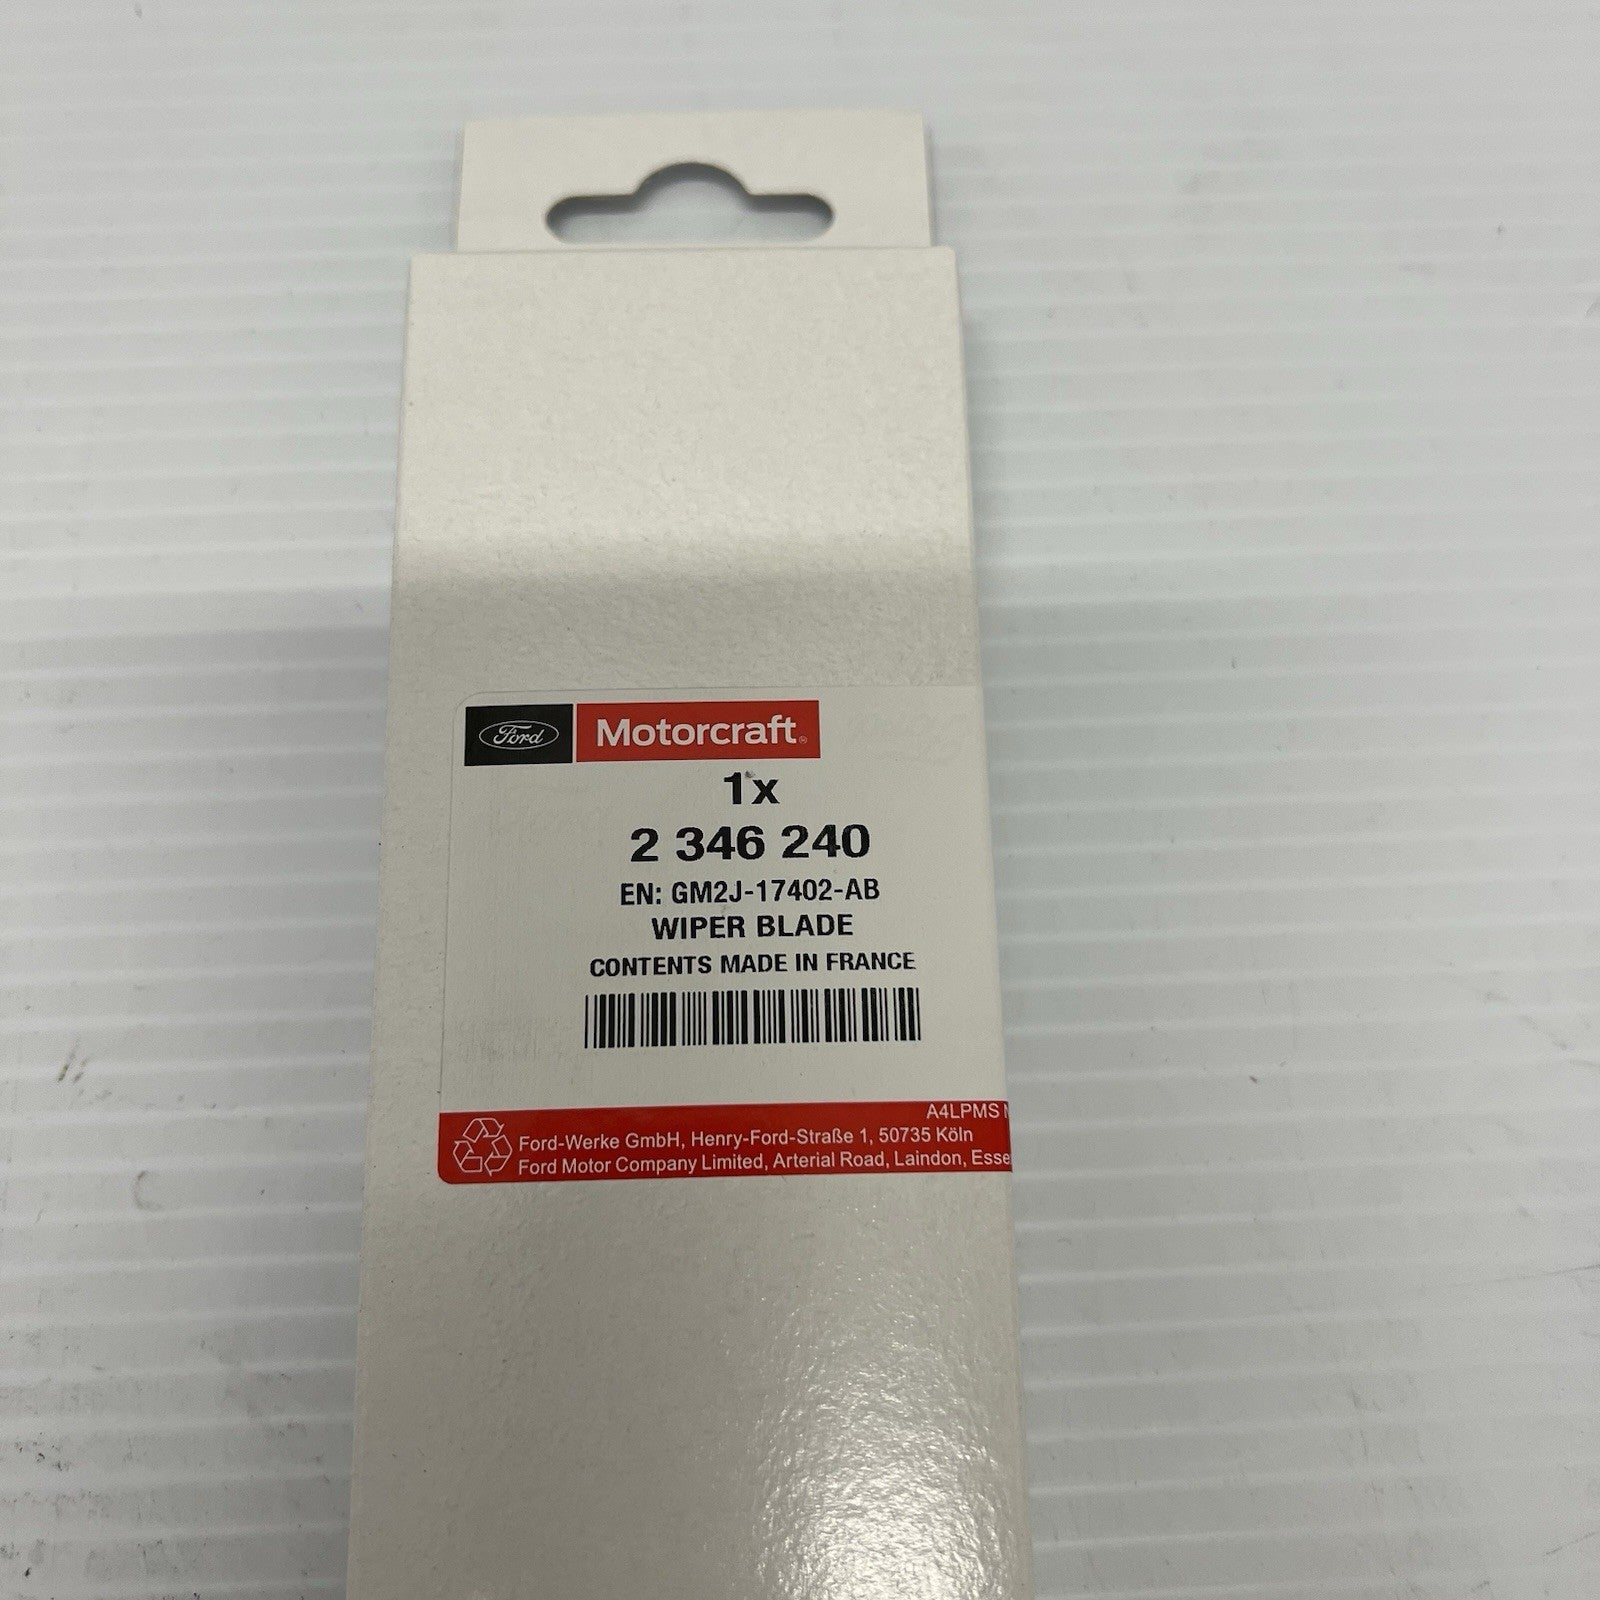 Ford Motorcraft®
1x
2 346 240
EN: GM2J-17402-AB
WIPER BLADE
CONTENTS MADE IN FRANCE
A4LPMS
Ford-Werke GmbH, Henry-Ford-Straße 1, 50735 Köln
Ford Motor Company Limited, Arterial Road, Laindon, Esse